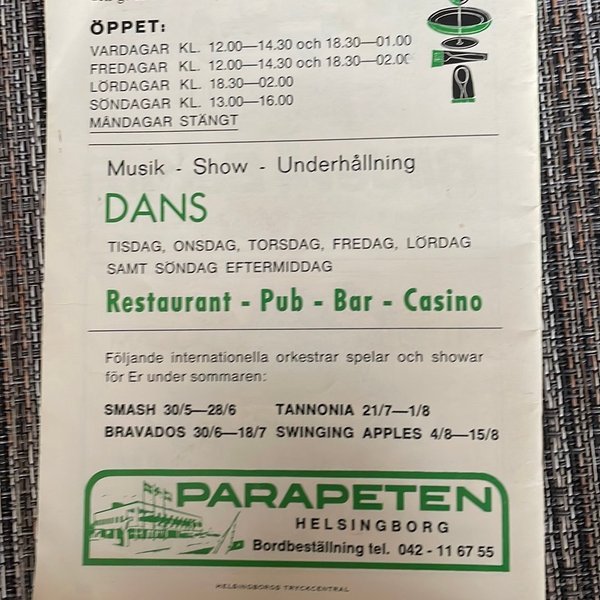 ÖPPET:
VARDAGAR KL. 12.00—14.30 och 18.30—01.00
FREDAGAR KL. 12.00—14.30 och 18.30—02.00
LÖRDAGAR KL. 18.30—02.00
SÖNDAGAR KL. 13.00—16.00
MÅNDAGAR STÄNGT
Musik - Show - Underhållning
DANS
TISDAG, ONSDAG, TORSDAG, FREDAG, LÖRDAG
SAMT SÖNDAG EFTERMIDDAG
Restaurant - Pub - Bar - Casino
Följande internationella orkestrar spelar och showar
för Er under sommaren:
SMASH 30/5—28/6 TANNONIA 21/7—1/8
BRAVADOS 30/6—18/7 SWINGING APPLES 4/8—15/8
PARAPETEN
HELSINGBORG
Bordbeställning tel. 042 - 11 67 55
HELSINGBORGS TRYCKCENTRAL